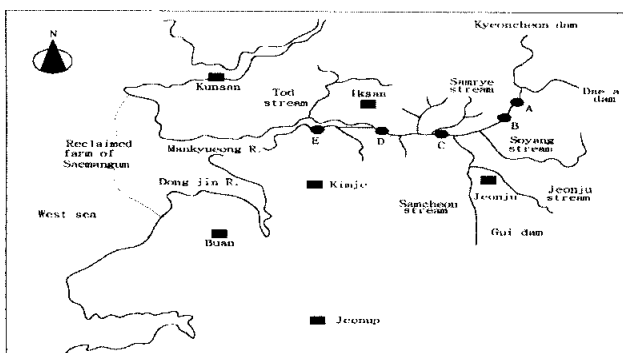 Kyeoncheon dam
N
Kunsan
Tod
stream
Iksan
Samrye
stream
Dae a
dam
A
B
Reclaimed
farm of
Saemangum
Mankyueong R.
E
D
C
Soyang
stream
Dong jin R.
Kimje
Jeonju
Jeonju
stream
West sea
Samcheon
stream
Buan
Gui dam
Jeonup